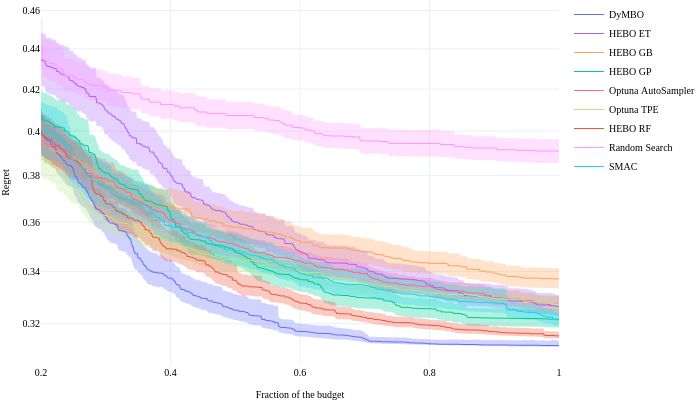 0.46
0.44
0.42
0.4
0.38
0.36
0.34
0.32
Regret
0.2
0.4
0.6
0.8
1
Fraction of the budget
DyMBO
HEBO ET
HEBO GB
HEBO GP
Optuna AutoSampler
Optuna TPE
HEBO RF
Random Search
SMAC